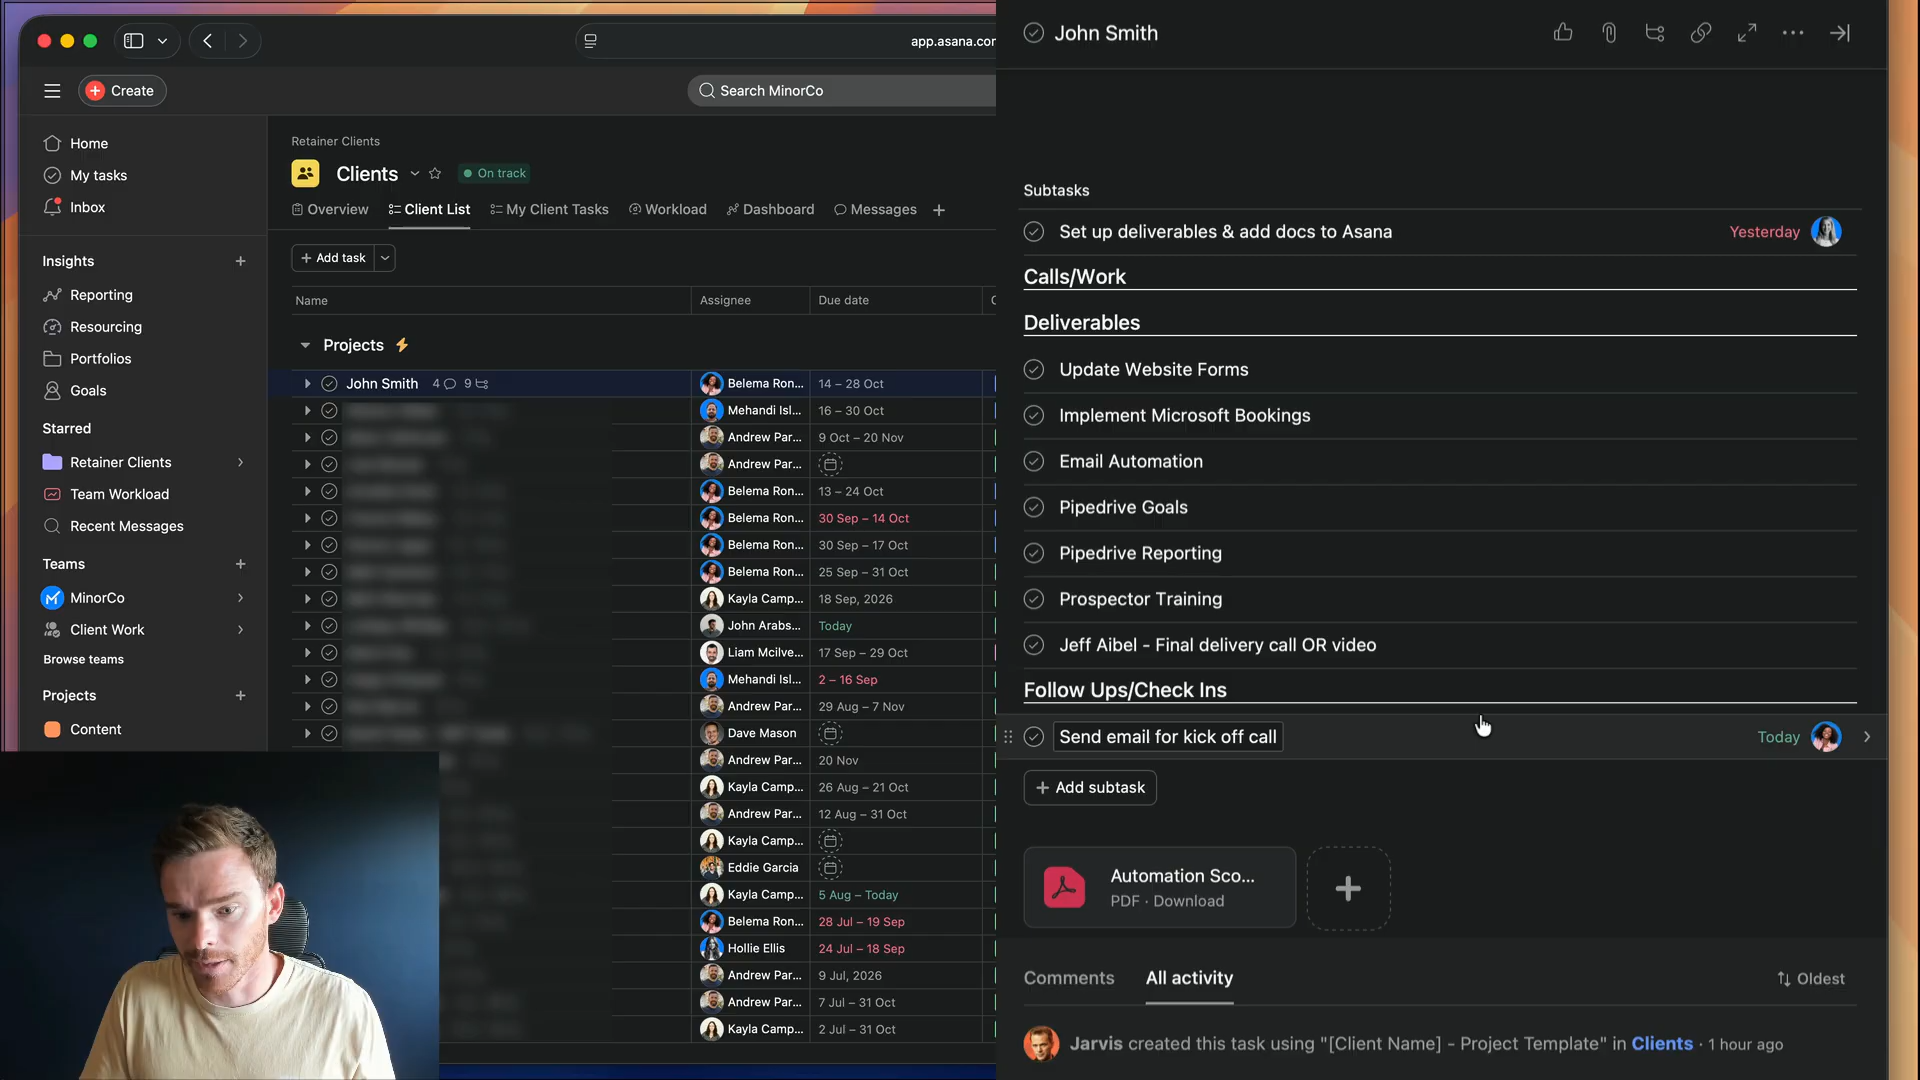 app.asana.com
Create
Search MinorCo
Home
My tasks
Inbox
Insights
Reporting
Resourcing
Portfolios
Goals
Starred
Retainer Clients
Team Workload
Recent Messages
Teams
MinorCo
Client Work
Browse teams
Projects
Content
Retainer Clients
Clients
On track
Overview
Client List
My Client Tasks
Workload
Dashboard
Messages
Add task
Name Assignee Due date
Projects
John Smith 4 9 Belema Ron... 14 – 28 Oct
Mehandi Isl... 16 – 30 Oct
Andrew Par... 9 Oct – 20 Nov
Andrew Par...
Belema Ron... 13 – 24 Oct
Belema Ron... 30 Sep – 14 Oct
Belema Ron... 30 Sep – 17 Oct
Belema Ron... 25 Sep – 31 Oct
Kayla Camp... 18 Sep, 2026
John Arabs... Today
Liam Mcilve... 17 Sep – 29 Oct
Mehandi Isl... 2 – 16 Sep
Andrew Par... 29 Aug – 7 Nov
Dave Mason
Andrew Par... 20 Nov
Kayla Camp... 26 Aug – 21 Oct
Andrew Par... 12 Aug – 31 Oct
Kayla Camp...
Eddie Garcia
Kayla Camp... 5 Aug – Today
Belema Ron... 28 Jul – 19 Sep
Hollie Ellis 24 Jul – 18 Sep
Andrew Par... 9 Jul, 2026
Andrew Par... 7 Jul – 31 Oct
Kayla Camp... 2 Jul – 31 Oct
John Smith
Subtasks
Set up deliverables & add docs to Asana Yesterday
Calls/Work
Deliverables
Update Website Forms
Implement Microsoft Bookings
Email Automation
Pipedrive Goals
Pipedrive Reporting
Prospector Training
Jeff Aibel - Final delivery call OR video
Follow Ups/Check Ins
Send email for kick off call Today
Add subtask
Automation Sco...
PDF · Download
Comments All activity Oldest
Jarvis created this task using "[Client Name] - Project Template" in Clients · 1 hour ago